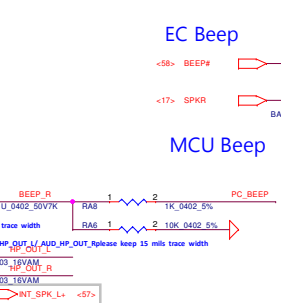 EC Beep
<58> BEEP#
<17> SPKR
BA
MCU Beep
BEEP_R 1 2 PC_BEEP
U_0402_50V7K RA8 1K_0402_5%
trace width RA6 1 2 10K_0402_5%
HP_OUT_L/ AUD_HP_OUT_Rplease keep 15 mils trace width
HP_OUT_L
03_16VAM
HP_OUT_R
03_16VAM
INT_SPK_L+ <57>